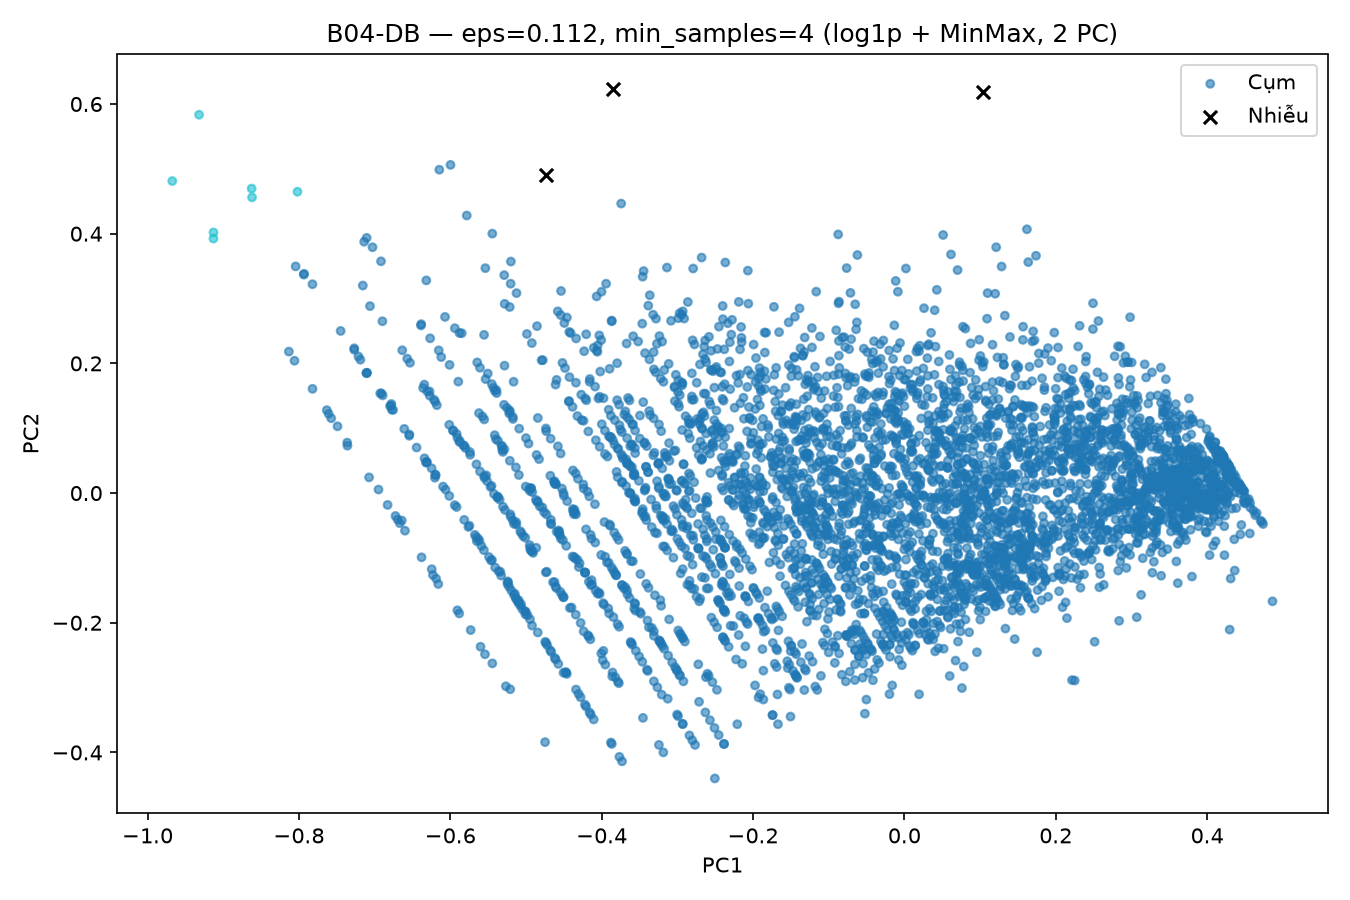 B04-DB — eps=0.112, min_samples=4 (log1p + MinMax, 2 PC)
Cụm
Nhiễu
PC2
0.6
0.4
0.2
0.0
−0.2
−0.4
−1.0 −0.8 −0.6 −0.4 −0.2 0.0 0.2 0.4
PC1